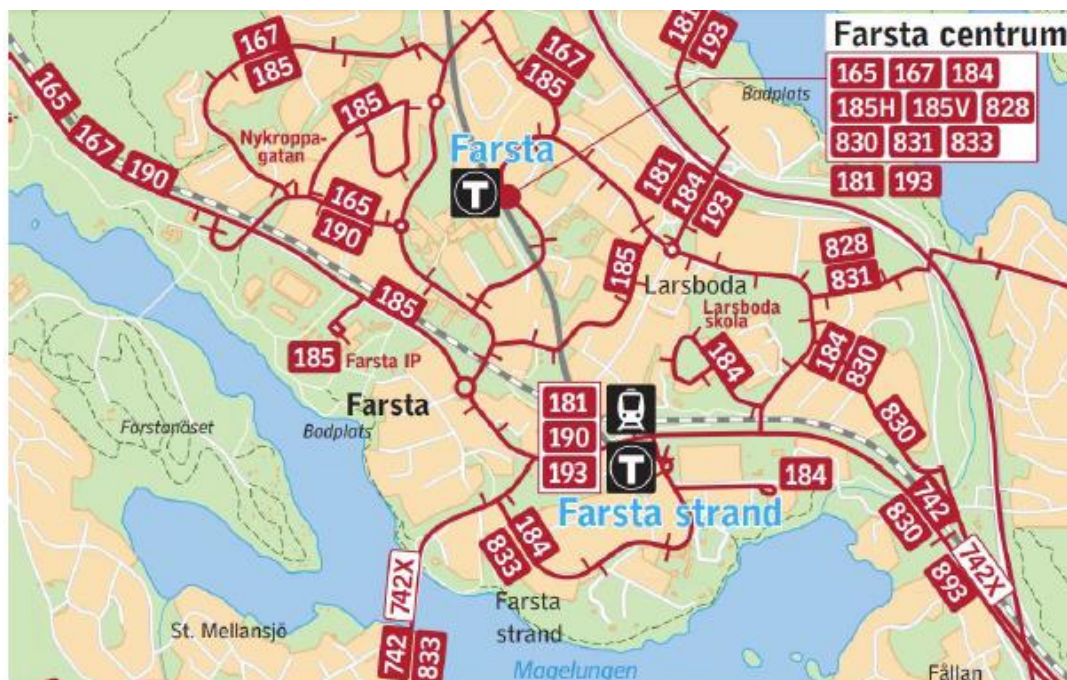 167
185
181
193
Farsta centrum
165 167 184
185H 185V 828
830 831 833
181 193
165
167
190
185
Nykroppa-
gatan
167
185
Farsta
T
Badplats
165
190
181
184
193
828
831
185
Larsboda
Larsboda
skola
185
184
184
830
185
Farsta IP
Farsta
Badplats
181
190
193
T
Farsta strand
830
184
742
830
893
742X
184
833
742X
742
833
Farsta
strand
St. Mellansjö
Magelungen
Fållan